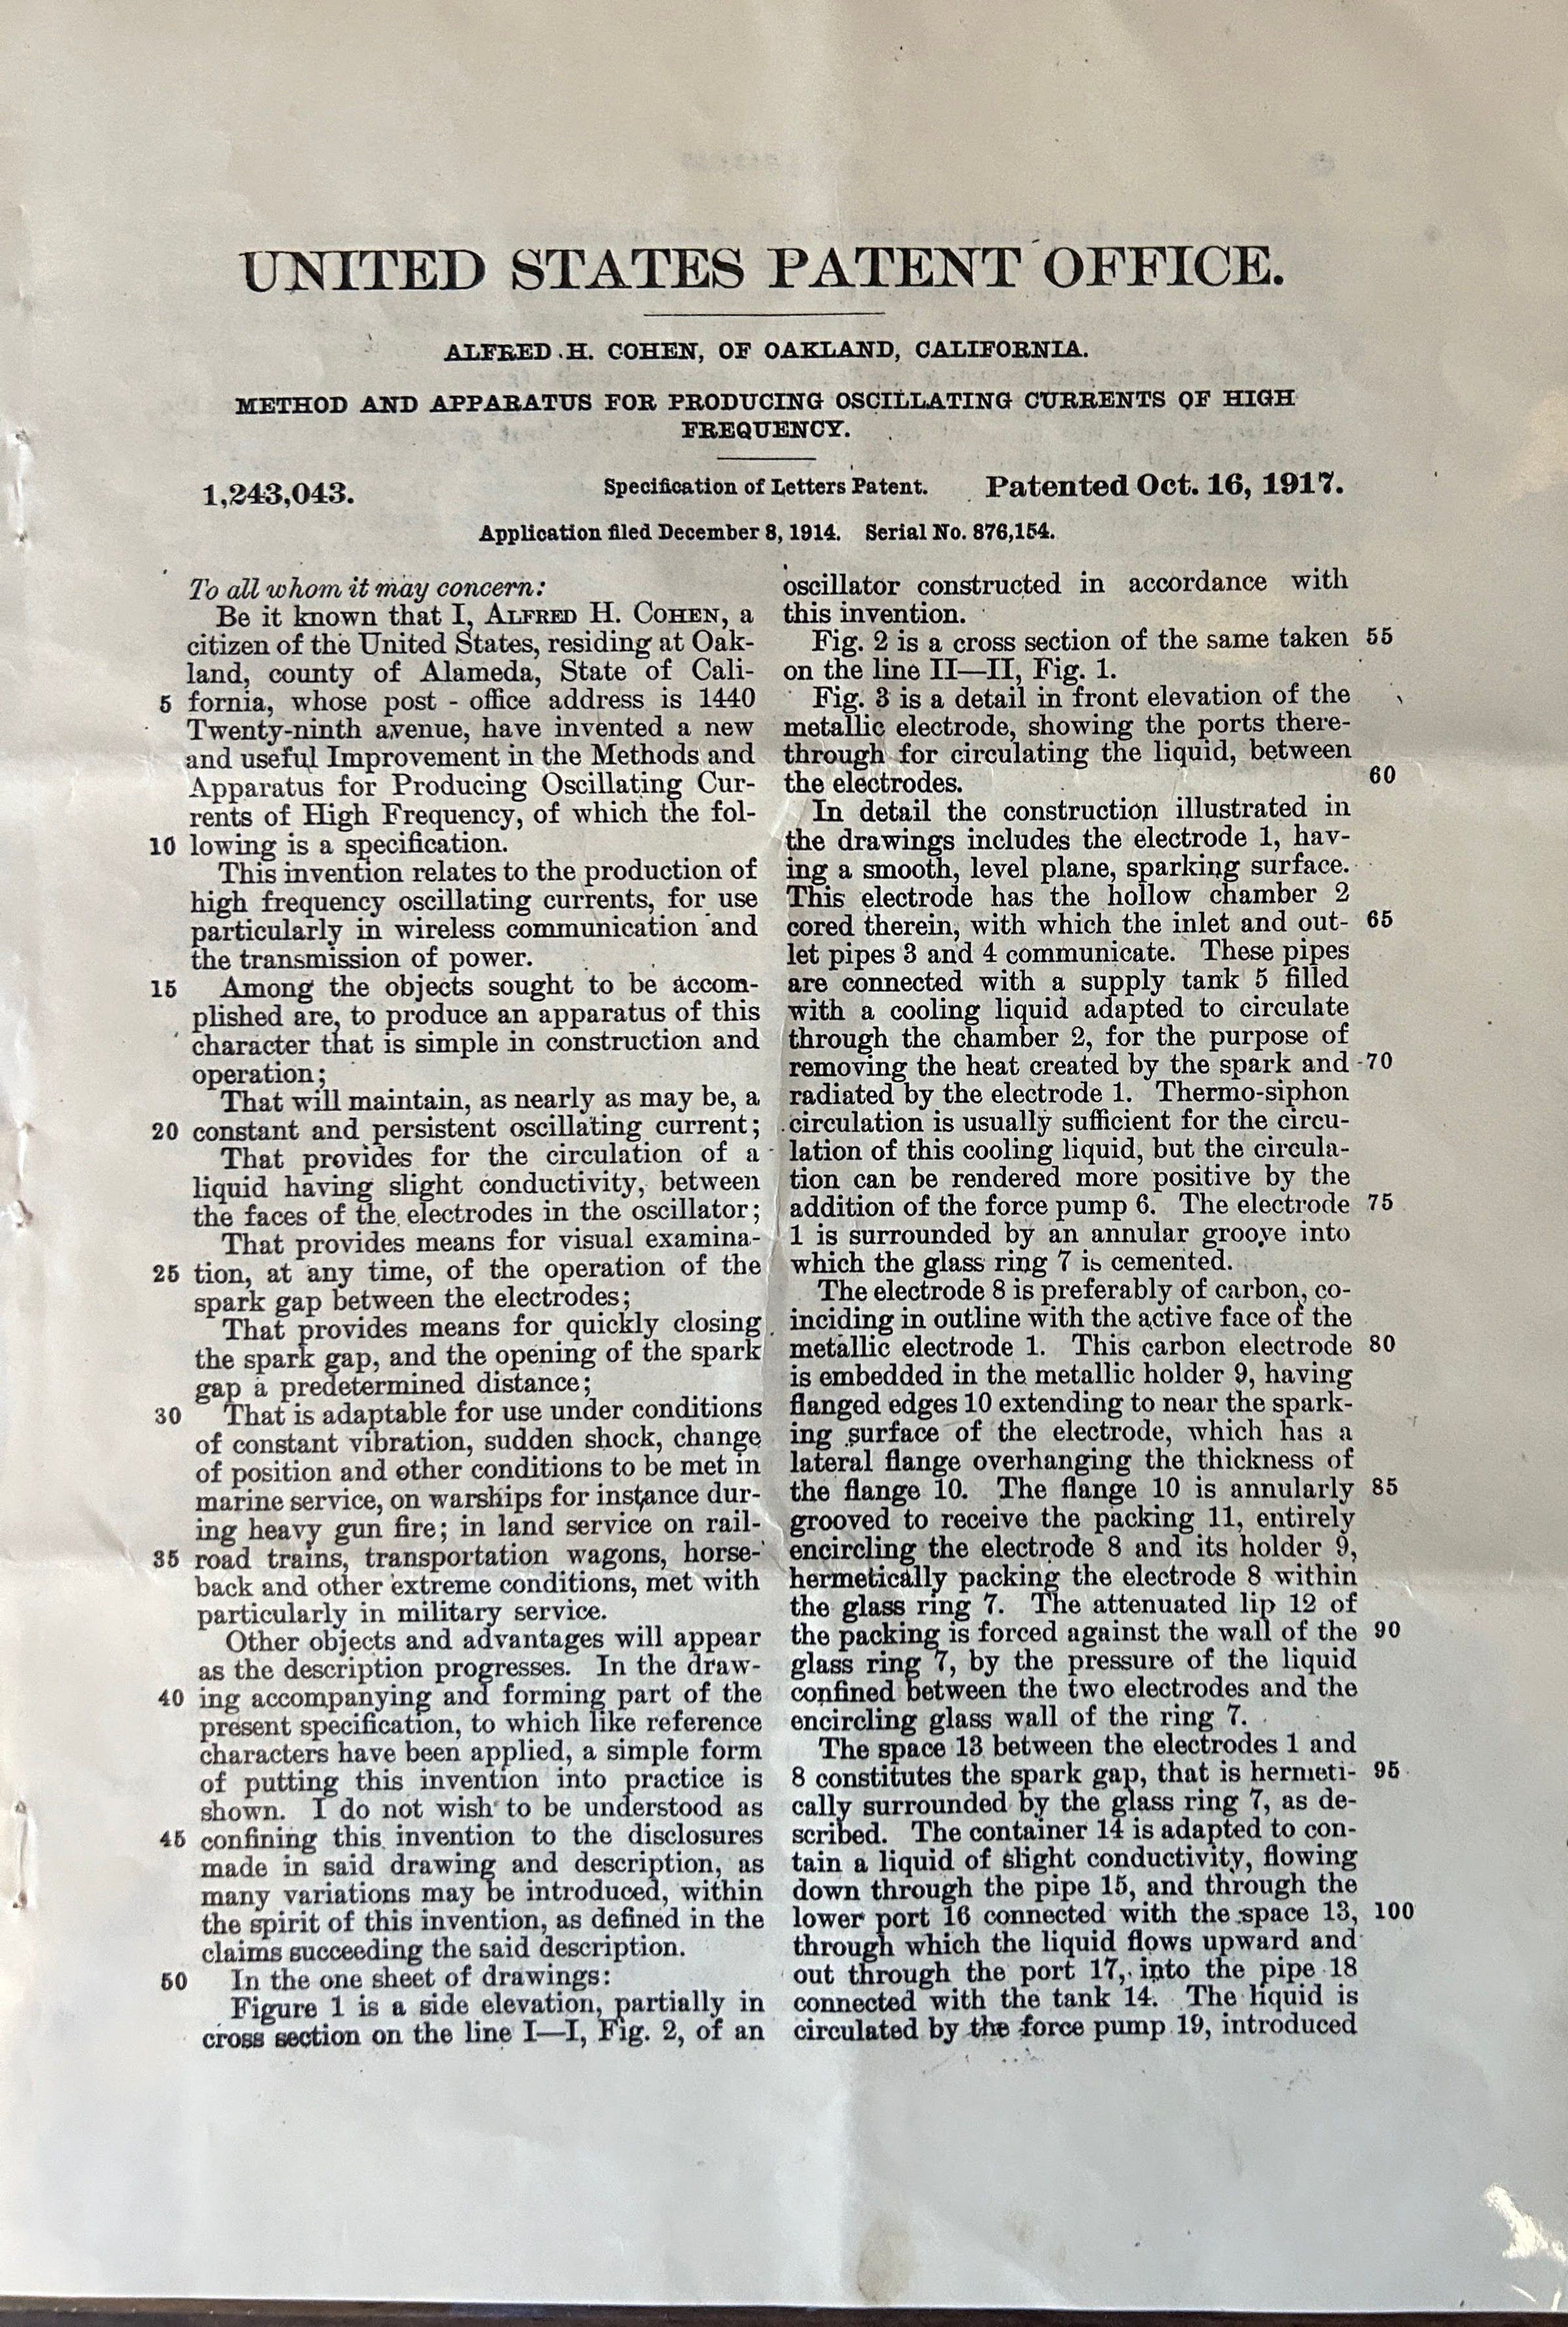 UNITED STATES PATENT OFFICE.
ALFRED H. COHEN, OF OAKLAND, CALIFORNIA.
METHOD AND APPARATUS FOR PRODUCING OSCILLATING CURRENTS OF HIGH
FREQUENCY.
1,243,043.
Specification of Letters Patent.
Patented Oct. 16, 1917.
Application filed December 8, 1914. Serial No. 876,154.
To all whom it may concern:
Be it known that I, ALFRED H. COHEN, a
citizen of the United States, residing at Oak-
land, county of Alameda, State of Cali-
5 fornia, whose post-office address is 1440
Twenty-ninth avenue, have invented a new
and useful Improvement in the Methods and
Apparatus for Producing Oscillating Cur-
rents of High Frequency, of which the fol-
10 lowing is a specification.
This invention relates to the production of
high frequency oscillating currents, for use
particularly in wireless communication and
the transmission of power.
15 Among the objects sought to be accom-
plished are, to produce an apparatus of this
character that is simple in construction and
operation;
That will maintain, as nearly as may be, a
20 constant and persistent oscillating current;
That provides for the circulation of a
liquid having slight conductivity, between
the faces of the electrodes in the oscillator;
That provides means for visual examina-
25 tion, at any time, of the operation of the
spark gap between the electrodes;
That provides means for quickly closing
the spark gap, and the opening of the spark
gap a predetermined distance;
30 That is adaptable for use under conditions
of constant vibration, sudden shock, change
of position and other conditions to be met in
marine service, on warships for instance dur-
ing heavy gun fire; in land service on rail-
35 road trains, transportation wagons, horse-
back and other extreme conditions, met with
particularly in military service.
Other objects and advantages will appear
as the description progresses. In the draw-
40 ing accompanying and forming part of the
present specification, to which like reference
characters have been applied, a simple form
of putting this invention into practice is
shown. I do not wish to be understood as
45 confining this invention to the disclosures
made in said drawing and description, as
many variations may be introduced, within
the spirit of this invention, as defined in the
claims succeeding the said description.
50 In the one sheet of drawings:
Figure 1 is a side elevation, partially in
cross section on the line I—I, Fig. 2, of an
oscillator constructed in accordance with
this invention.
Fig. 2 is a cross section of the same taken 55
on the line II—II, Fig. 1.
Fig. 3 is a detail in front elevation of the
metallic electrode, showing the ports there-
through for circulating the liquid, between
the electrodes. 60
In detail the construction illustrated in
the drawings includes the electrode 1, hav-
ing a smooth, level plane, sparking surface.
This electrode has the hollow chamber 2
cored therein, with which the inlet and out- 65
let pipes 3 and 4 communicate. These pipes
are connected with a supply tank 5 filled
with a cooling liquid adapted to circulate
through the chamber 2, for the purpose of
removing the heat created by the spark and 70
radiated by the electrode 1. Thermo-siphon
circulation is usually sufficient for the circu-
lation of this cooling liquid, but the circula-
tion can be rendered more positive by the
addition of the force pump 6. The electrode 75
1 is surrounded by an annular groove into
which the glass ring 7 is cemented.
The electrode 8 is preferably of carbon, co-
inciding in outline with the active face of the
metallic electrode 1. This carbon electrode 80
is embedded in the metallic holder 9, having
flanged edges 10 extending to near the spark-
ing surface of the electrode, which has a
lateral flange overhanging the thickness of
the flange 10. The flange 10 is annularly 85
grooved to receive the packing 11, entirely
encircling the electrode 8 and its holder 9,
hermetically packing the electrode 8 within
the glass ring 7. The attenuated lip 12 of
the packing is forced against the wall of the 90
glass ring 7, by the pressure of the liquid
confined between the two electrodes and the
encircling glass wall of the ring 7.
The space 13 between the electrodes 1 and
8 constitutes the spark gap, that is hermeti- 95
cally surrounded by the glass ring 7, as de-
scribed. The container 14 is adapted to con-
tain a liquid of slight conductivity, flowing
down through the pipe 15, and through the
lower port 16 connected with the space 13, 100
through which the liquid flows upward and
out through the port 17, into the pipe 18
connected with the tank 14. The liquid is
circulated by the force pump 19, introduced